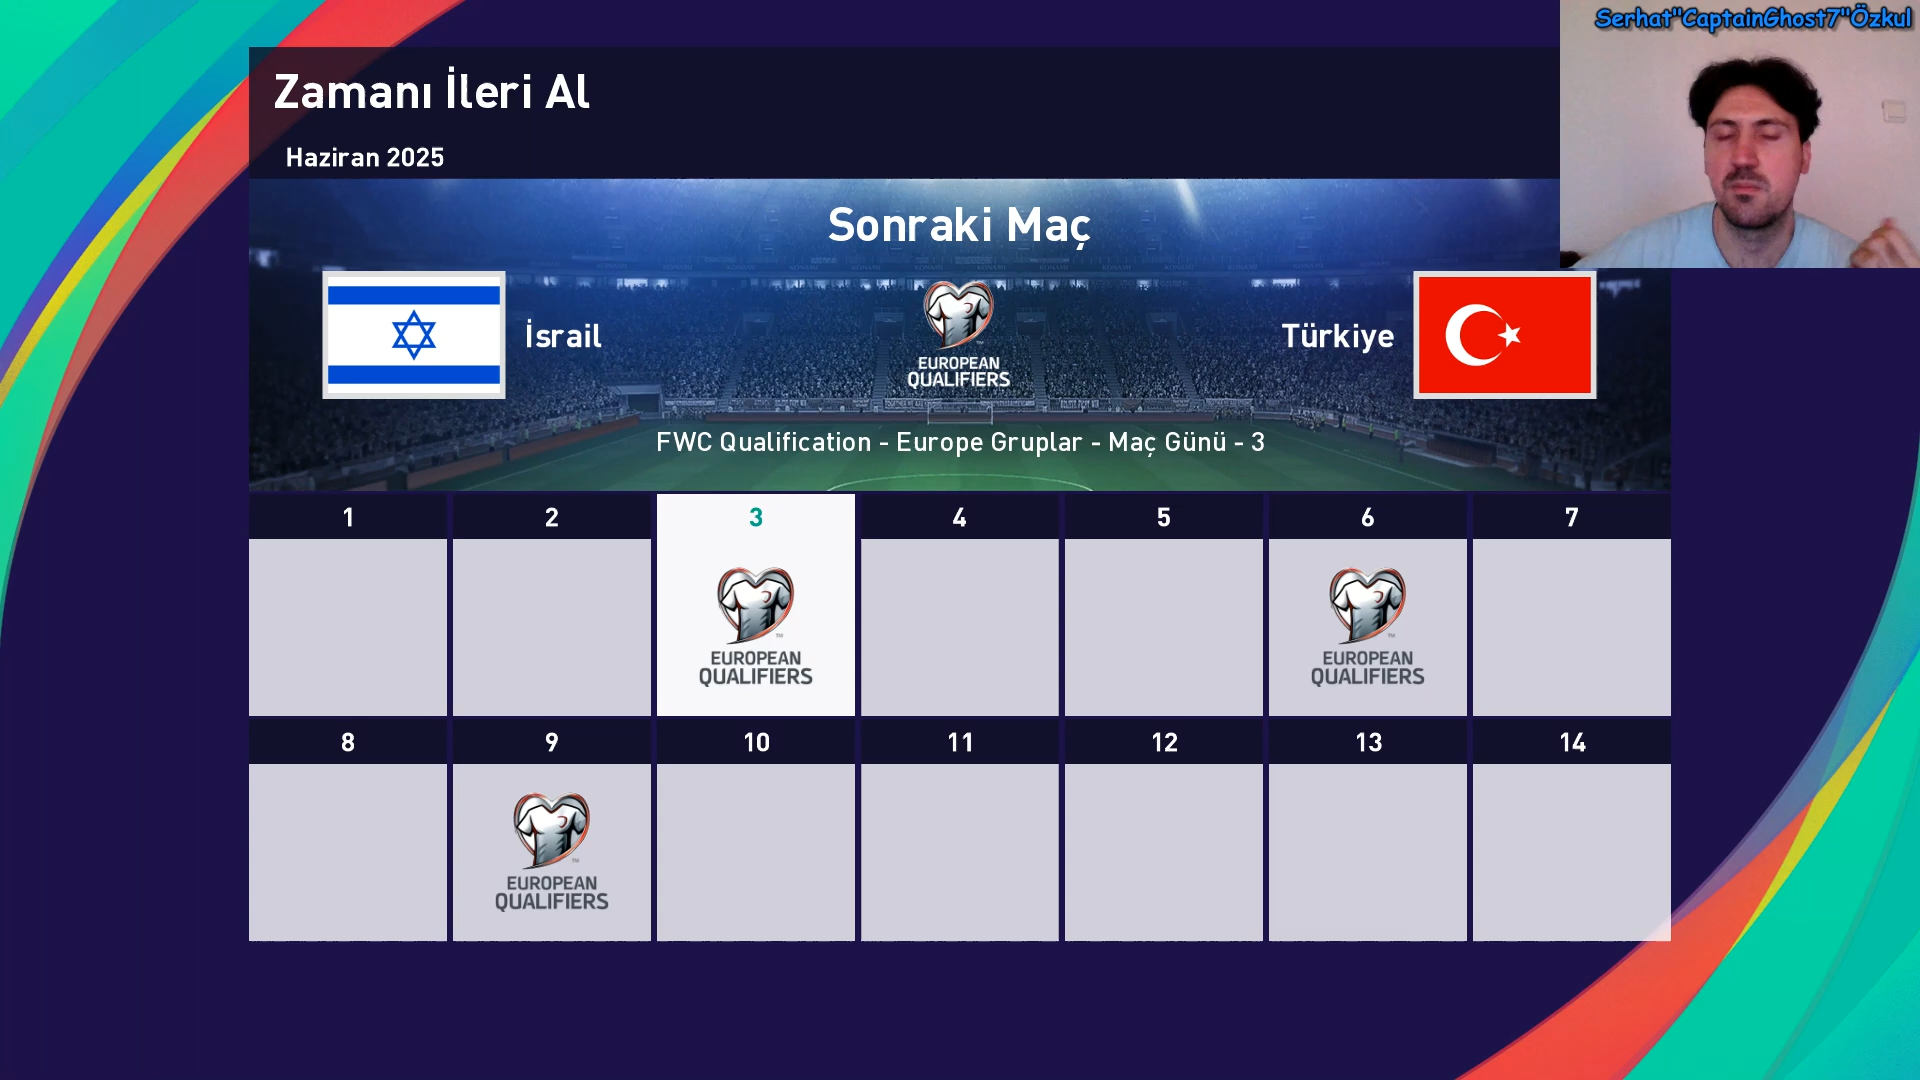 Serhat"CaptainGhost7"Özkul
Zamanı İleri Al
Haziran 2025
Sonraki Maç
İsrail
EUROPEAN
QUALIFIERS
Türkiye
FWC Qualification - Europe Gruplar - Maç Günü - 3
1 2 3 4 5 6 7
EUROPEAN
QUALIFIERS
EUROPEAN
QUALIFIERS
8 9 10 11 12 13 14
EUROPEAN
QUALIFIERS